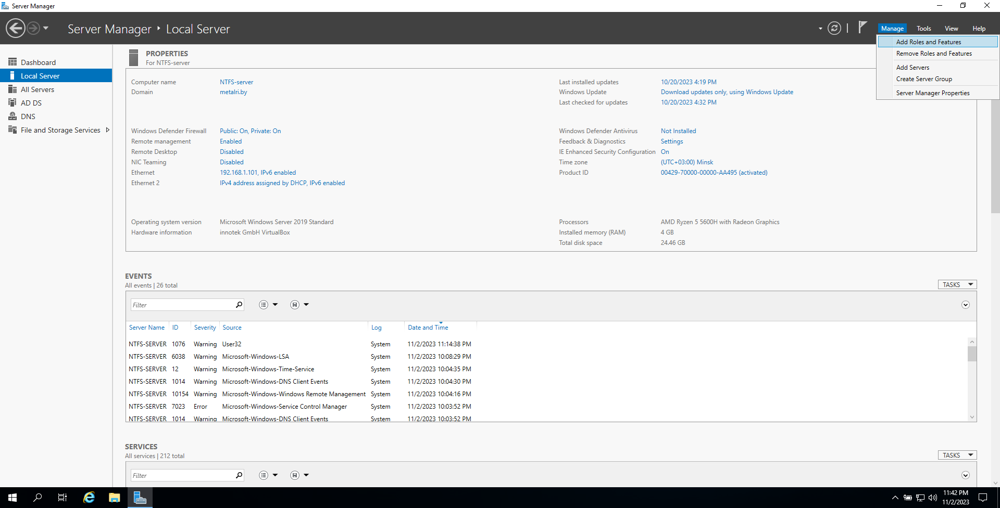 Server Manager
Server Manager ‣ Local Server
Manage Tools View Help
Add Roles and Features
Remove Roles and Features
Add Servers
Create Server Group
Server Manager Properties
Dashboard
Local Server
All Servers
AD DS
DNS
File and Storage Services
PROPERTIES
For NTFS-server
Computer name NTFS-server
Domain metalri.by
Last installed updates 10/20/2023 4:19 PM
Windows Update Download updates only, using Windows Update
Last checked for updates 10/20/2023 4:32 PM
Windows Defender Firewall Public: On, Private: On
Remote management Enabled
Remote Desktop Disabled
NIC Teaming Disabled
Ethernet 192.168.1.101, IPv6 enabled
Ethernet 2 IPv4 address assigned by DHCP, IPv6 enabled
Windows Defender Antivirus Not Installed
Feedback & Diagnostics Settings
IE Enhanced Security Configuration On
Time zone (UTC+03:00) Minsk
Product ID 00429-70000-00000-AA495 (activated)
Operating system version Microsoft Windows Server 2019 Standard
Hardware information innotek GmbH VirtualBox
Processors AMD Ryzen 5 5600H with Radeon Graphics
Installed memory (RAM) 4 GB
Total disk space 24.46 GB
EVENTS
All events | 26 total
TASKS
Filter
Server Name ID Severity Source Log Date and Time
NTFS-SERVER 1076 Warning User32 System 11/2/2023 11:14:38 PM
NTFS-SERVER 6038 Warning Microsoft-Windows-LSA System 11/2/2023 10:08:29 PM
NTFS-SERVER 12 Warning Microsoft-Windows-Time-Service System 11/2/2023 10:04:35 PM
NTFS-SERVER 1014 Warning Microsoft-Windows-DNS Client Events System 11/2/2023 10:04:30 PM
NTFS-SERVER 10154 Warning Microsoft-Windows-Windows Remote Management System 11/2/2023 10:04:16 PM
NTFS-SERVER 7023 Error Microsoft-Windows-Service Control Manager System 11/2/2023 10:03:52 PM
NTFS-SERVER 1014 Warning Microsoft-Windows-DNS Client Events System 11/2/2023 10:03:52 PM
SERVICES
All services | 212 total
TASKS
Filter
11:42 PM
11/2/2023